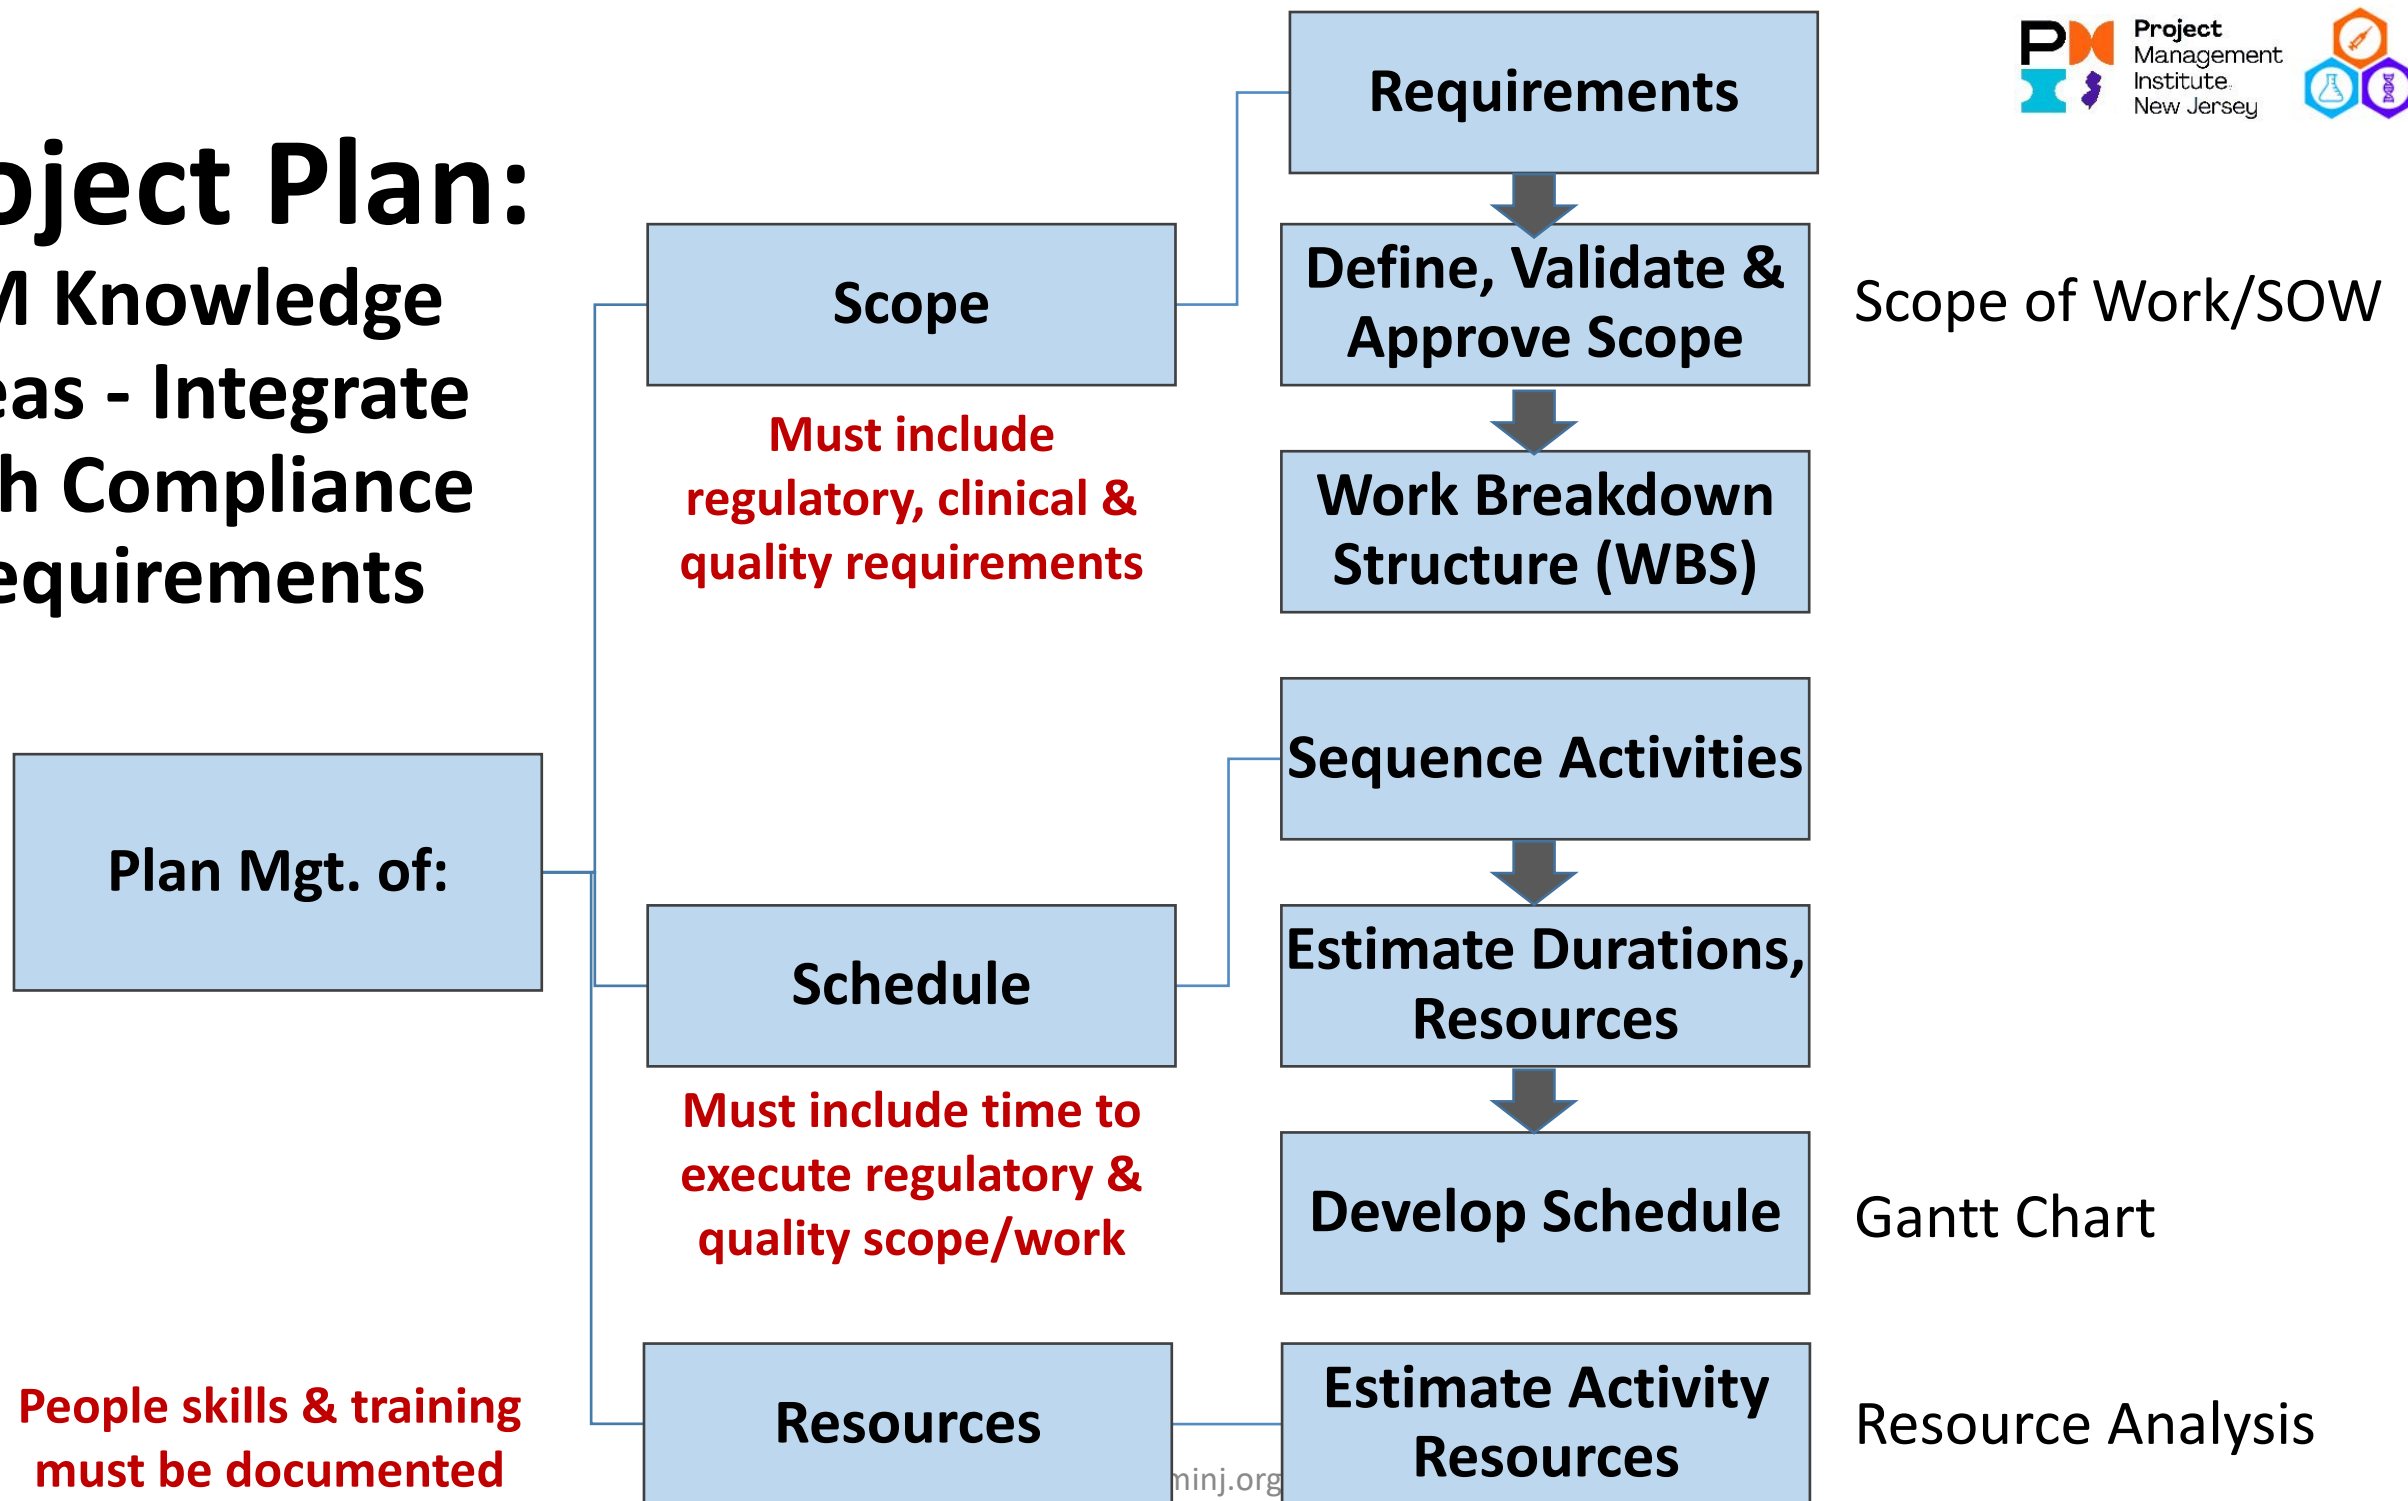 oject Plan:
M Knowledge
eas - Integrate
h Compliance
equirements
Project
Management
Institute.
New Jersey
Requirements
Scope
Define, Validate &
Approve Scope
Scope of Work/SOW
Must include
regulatory, clinical &
quality requirements
Work Breakdown
Structure (WBS)
Plan Mgt. of:
Sequence Activities
Schedule
Estimate Durations,
Resources
Must include time to
execute regulatory &
quality scope/work
Develop Schedule
Gantt Chart
People skills & training
must be documented
Resources
Estimate Activity
Resources
Resource Analysis
minj.org